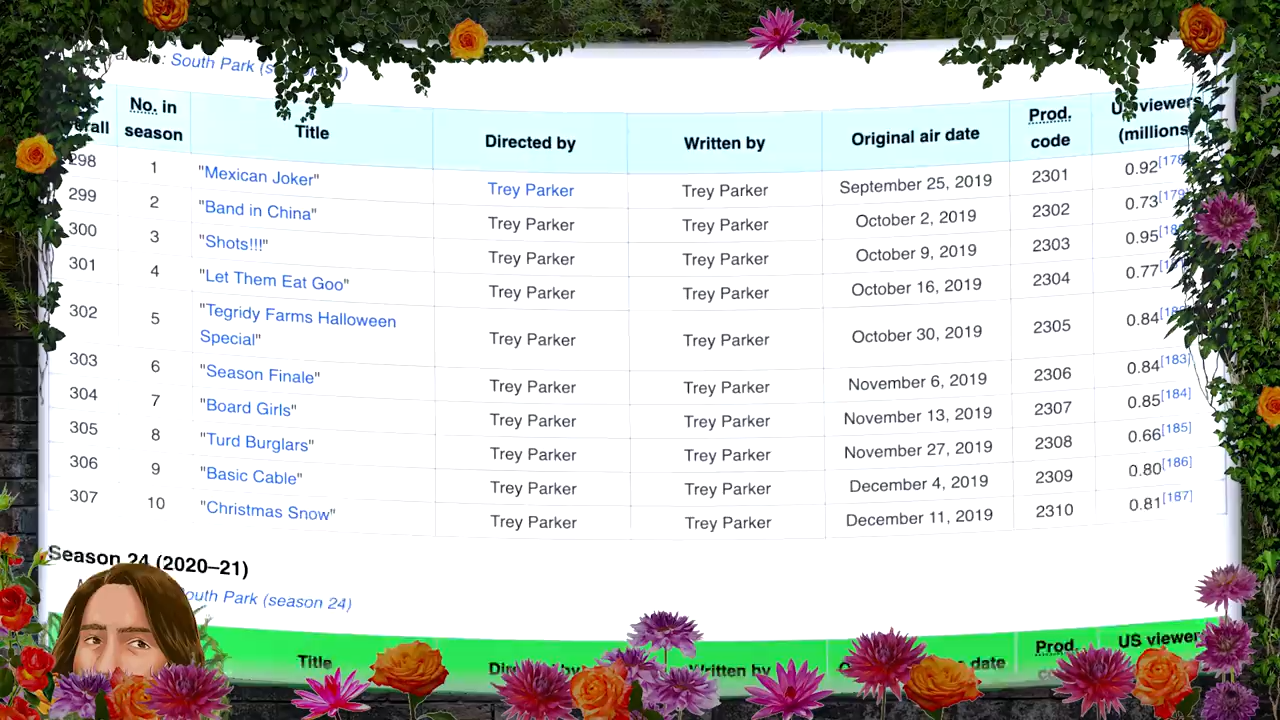 South Park (s
No. in season Title Directed by Written by Original air date Prod. code US viewers (millions
298 1 "Mexican Joker" Trey Parker Trey Parker September 25, 2019 2301 0.92[178
299 2 "Band in China" Trey Parker Trey Parker October 2, 2019 2302 0.73[179
300 3 "Shots!!!" Trey Parker Trey Parker October 9, 2019 2303 0.95
301 4 "Let Them Eat Goo" Trey Parker Trey Parker October 16, 2019 2304 0.77
302 5 "Tegridy Farms Halloween Special" Trey Parker Trey Parker October 30, 2019 2305 0.84
303 6 "Season Finale" Trey Parker Trey Parker November 6, 2019 2306 0.84[183]
304 7 "Board Girls" Trey Parker Trey Parker November 13, 2019 2307 0.85[184]
305 8 "Turd Burglars" Trey Parker Trey Parker November 27, 2019 2308 0.66[185]
306 9 "Basic Cable" Trey Parker Trey Parker December 4, 2019 2309 0.80[186]
307 10 "Christmas Snow" Trey Parker Trey Parker December 11, 2019 2310 0.81[187]
Season 24 (2020–21)
outh Park (season 24)
Title Written by date Prod. US viewer